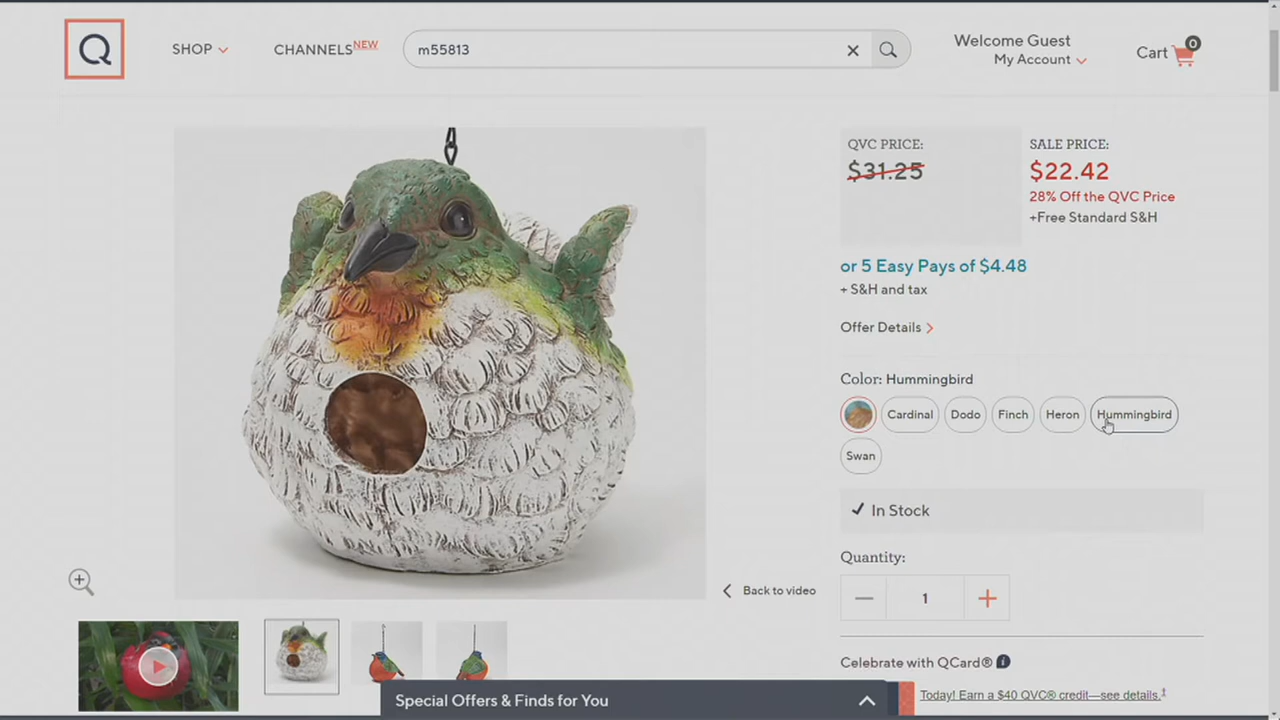 Q
SHOP
CHANNELS NEW
m55813
Welcome Guest
My Account
Cart 0
QVC PRICE:
$31.25
SALE PRICE:
$22.42
28% Off the QVC Price
+Free Standard S&H
or 5 Easy Pays of $4.48
+ S&H and tax
Offer Details
Color: Hummingbird
Cardinal Dodo Finch Heron Hummingbird
Swan
In Stock
Quantity:
1
Back to video
Celebrate with QCard® i
Today! Earn a $40 QVC® credit—see details.‡
Special Offers & Finds for You